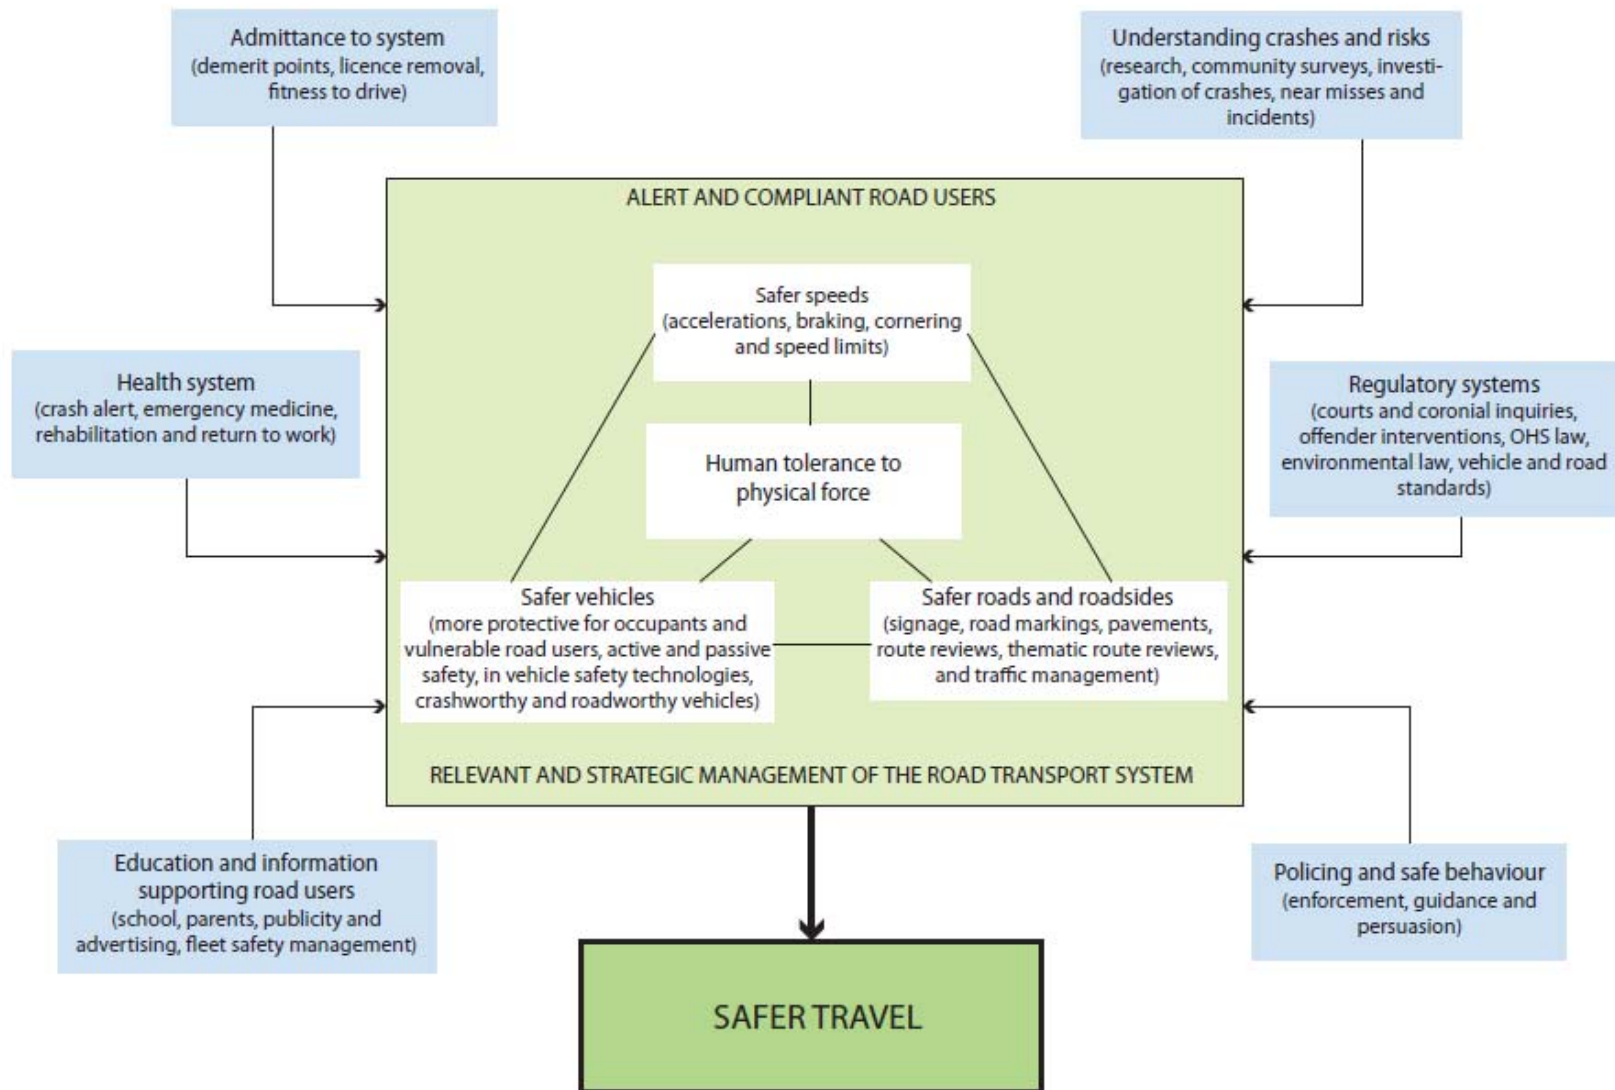 Admittance to system
(demerit points, licence removal,
fitness to drive)
Understanding crashes and risks
(research, community surveys, investi-
gation of crashes, near misses and
incidents)
ALERT AND COMPLIANT ROAD USERS
Safer speeds
(accelerations, braking, cornering
and speed limits)
Health system
(crash alert, emergency medicine,
rehabilitation and return to work)
Human tolerance to
physical force
Regulatory systems
(courts and coronial inquiries,
offender interventions, OHS law,
environmental law, vehicle and road
standards)
Safer vehicles
(more protective for occupants and
vulnerable road users, active and passive
safety, in vehicle safety technologies,
crashworthy and roadworthy vehicles)
Safer roads and roadsides
(signage, road markings, pavements,
route reviews, thematic route reviews,
and traffic management)
RELEVANT AND STRATEGIC MANAGEMENT OF THE ROAD TRANSPORT SYSTEM
Education and information
supporting road users
(school, parents, publicity and
advertising, fleet safety management)
Policing and safe behaviour
(enforcement, guidance and
persuasion)
SAFER TRAVEL